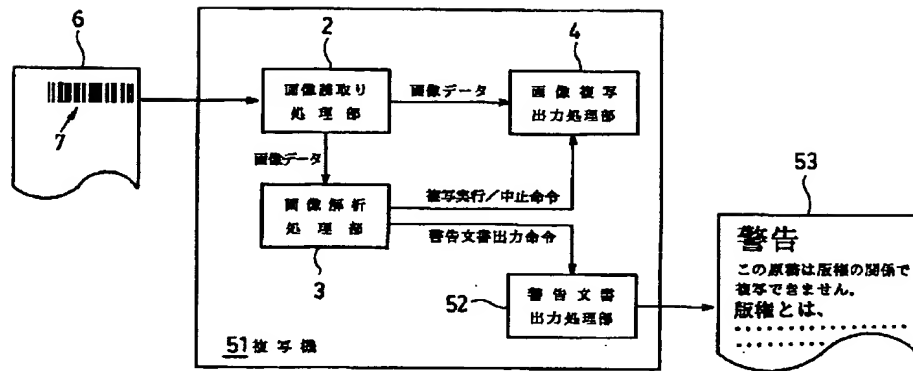 6
7
2
画像読取り
処理部
画像データ
4
画像複写
出力処理部
画像データ
画像解析
処理部
3
複写実行/中止命令
警告文書出力命令
52
警告文書
出力処理部
51 複写機
53
警告
この原稿は版権の関係で
複写できません。
版権とは、